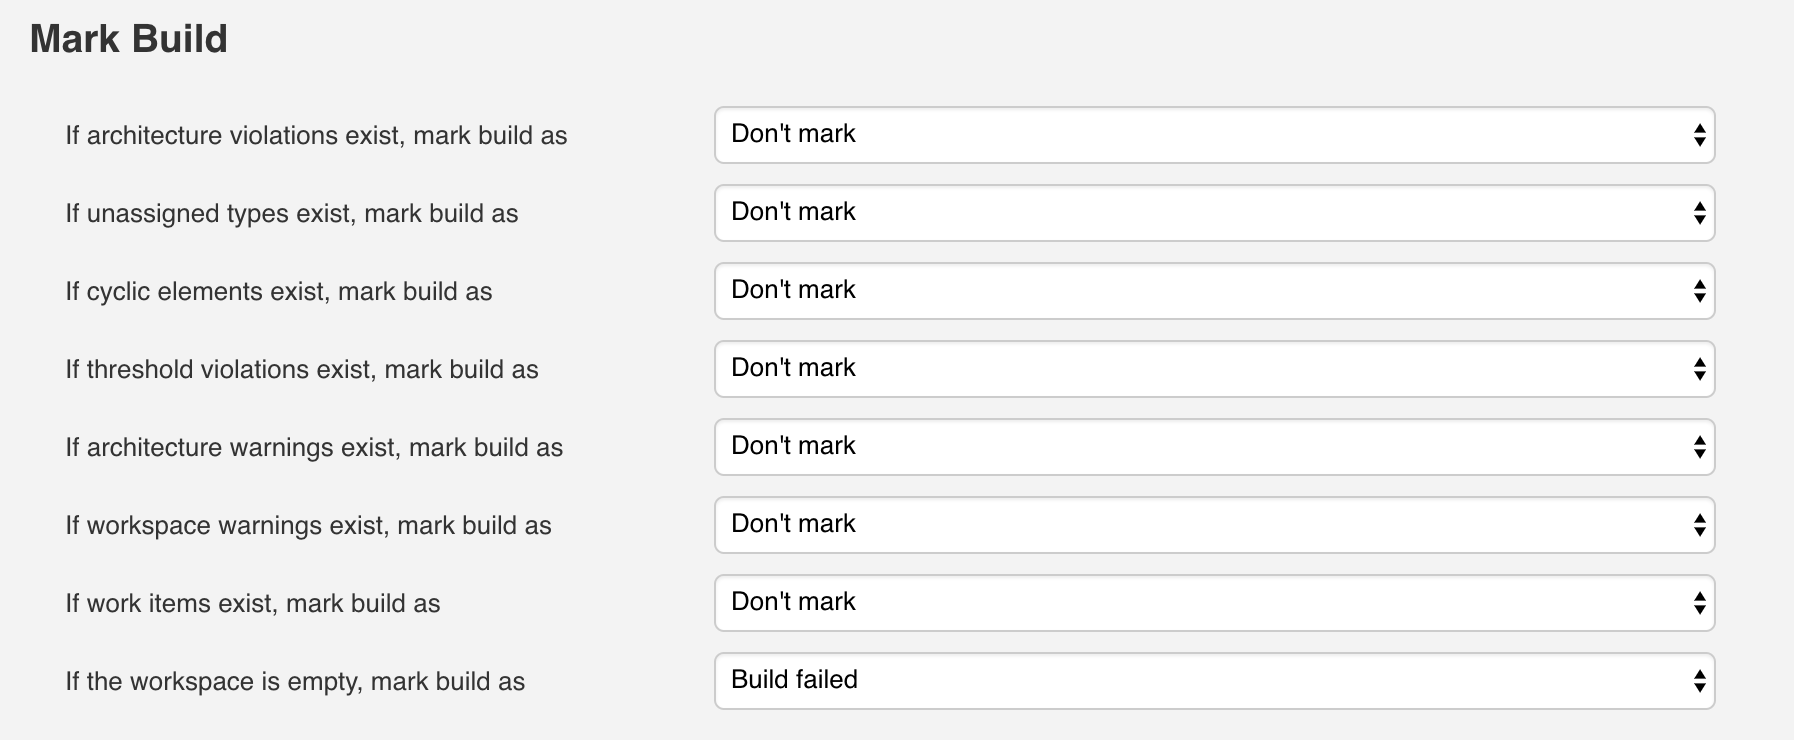 Mark Build
If architecture violations exist, mark build as Don't mark
If unassigned types exist, mark build as Don't mark
If cyclic elements exist, mark build as Don't mark
If threshold violations exist, mark build as Don't mark
If architecture warnings exist, mark build as Don't mark
If workspace warnings exist, mark build as Don't mark
If work items exist, mark build as Don't mark
If the workspace is empty, mark build as Build failed